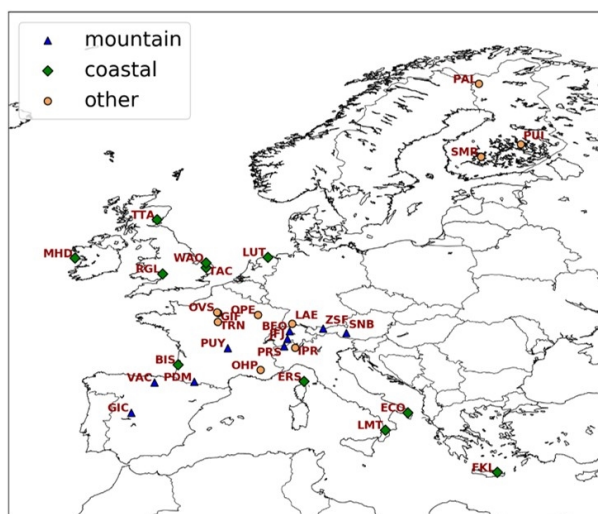 mountain
coastal
other
PAL
PUI
SMR
TTA
MHD
WAO
LUT
RGL
TAC
OVS
GIF
OPE
TRN
LAE
BEO
JFJ
ZSF
SNB
PUY
PRS
IPR
BIS
OHP
VAC
PDM
ERS
GIC
ECO
LMT
FKL